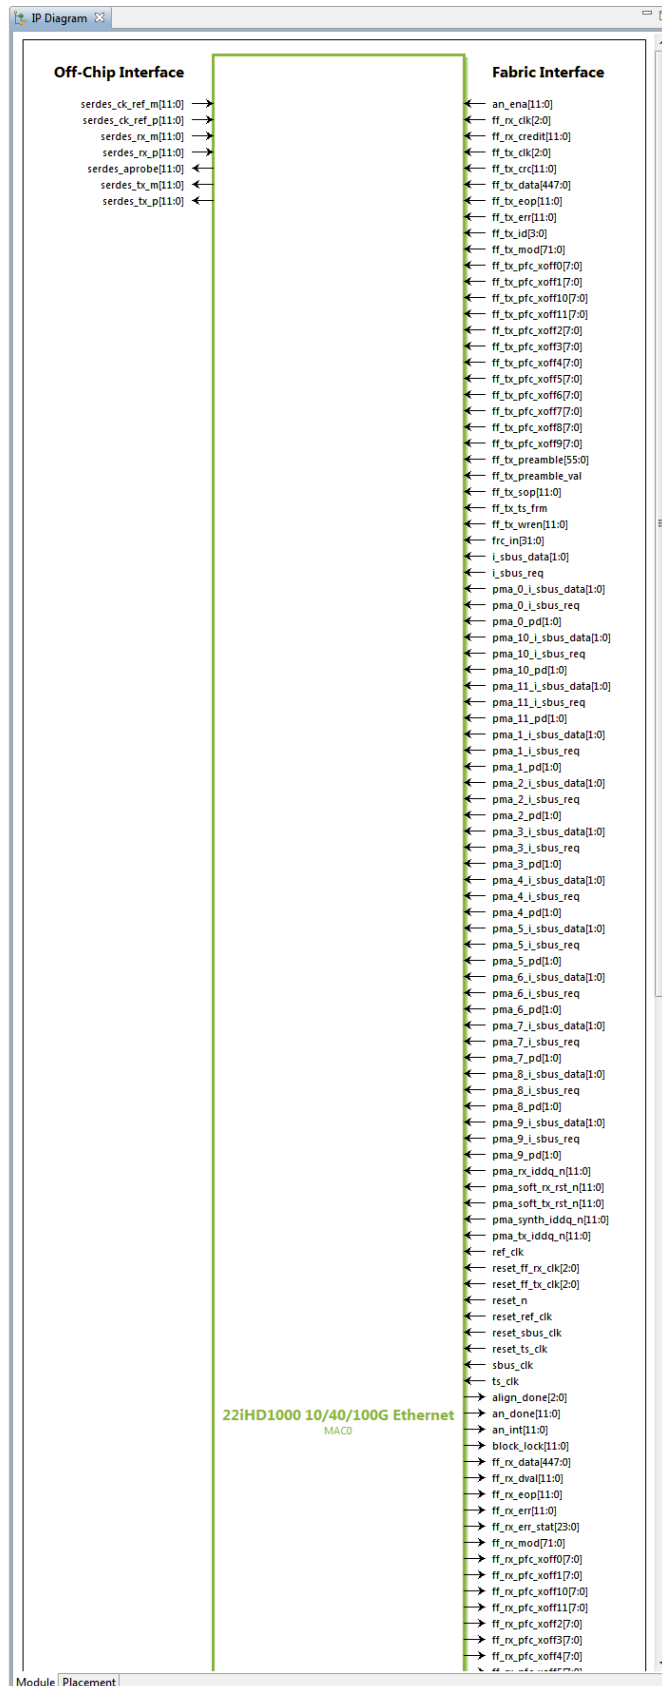 IP Diagram
Off-Chip Interface
serdes_ck_ref_m[11:0]
serdes_ck_ref_p[11:0]
serdes_rx_m[11:0]
serdes_rx_p[11:0]
serdes_aprobe[11:0]
serdes_tx_m[11:0]
serdes_tx_p[11:0]
22iHD1000 10/40/100G Ethernet
MAC0
Fabric Interface
an_ena[11:0]
ff_rx_clk[2:0]
ff_rx_credit[11:0]
ff_tx_clk[2:0]
ff_tx_crc[11:0]
ff_tx_data[447:0]
ff_tx_eop[11:0]
ff_tx_err[11:0]
ff_tx_id[3:0]
ff_tx_mod[71:0]
ff_tx_pfc_xoff0[7:0]
ff_tx_pfc_xoff1[7:0]
ff_tx_pfc_xoff10[7:0]
ff_tx_pfc_xoff11[7:0]
ff_tx_pfc_xoff2[7:0]
ff_tx_pfc_xoff3[7:0]
ff_tx_pfc_xoff4[7:0]
ff_tx_pfc_xoff5[7:0]
ff_tx_pfc_xoff6[7:0]
ff_tx_pfc_xoff7[7:0]
ff_tx_pfc_xoff8[7:0]
ff_tx_pfc_xoff9[7:0]
ff_tx_preamble[55:0]
ff_tx_preamble_val
ff_tx_sop[11:0]
ff_tx_ts_frm
ff_tx_wren[11:0]
frc_in[31:0]
i_sbus_data[1:0]
i_sbus_req
pma_0_i_sbus_data[1:0]
pma_0_i_sbus_req
pma_0_pd[1:0]
pma_10_i_sbus_data[1:0]
pma_10_i_sbus_req
pma_10_pd[1:0]
pma_11_i_sbus_data[1:0]
pma_11_i_sbus_req
pma_11_pd[1:0]
pma_1_i_sbus_data[1:0]
pma_1_i_sbus_req
pma_1_pd[1:0]
pma_2_i_sbus_data[1:0]
pma_2_i_sbus_req
pma_2_pd[1:0]
pma_3_i_sbus_data[1:0]
pma_3_i_sbus_req
pma_3_pd[1:0]
pma_4_i_sbus_data[1:0]
pma_4_i_sbus_req
pma_4_pd[1:0]
pma_5_i_sbus_data[1:0]
pma_5_i_sbus_req
pma_5_pd[1:0]
pma_6_i_sbus_data[1:0]
pma_6_i_sbus_req
pma_6_pd[1:0]
pma_7_i_sbus_data[1:0]
pma_7_i_sbus_req
pma_7_pd[1:0]
pma_8_i_sbus_data[1:0]
pma_8_i_sbus_req
pma_8_pd[1:0]
pma_9_i_sbus_data[1:0]
pma_9_i_sbus_req
pma_9_pd[1:0]
pma_rx_iddq_n[11:0]
pma_soft_rx_rst_n[11:0]
pma_soft_tx_rst_n[11:0]
pma_synth_iddq_n[11:0]
pma_tx_iddq_n[11:0]
ref_clk
reset_ff_rx_clk[2:0]
reset_ff_tx_clk[2:0]
reset_n
reset_ref_clk
reset_sbus_clk
reset_ts_clk
sbus_clk
ts_clk
align_done[2:0]
an_done[11:0]
an_int[11:0]
block_lock[11:0]
ff_rx_data[447:0]
ff_rx_dval[11:0]
ff_rx_eop[11:0]
ff_rx_err[11:0]
ff_rx_err_stat[23:0]
ff_rx_mod[71:0]
ff_rx_pfc_xoff0[7:0]
ff_rx_pfc_xoff1[7:0]
ff_rx_pfc_xoff10[7:0]
ff_rx_pfc_xoff11[7:0]
ff_rx_pfc_xoff2[7:0]
ff_rx_pfc_xoff3[7:0]
ff_rx_pfc_xoff4[7:0]
Module Placement